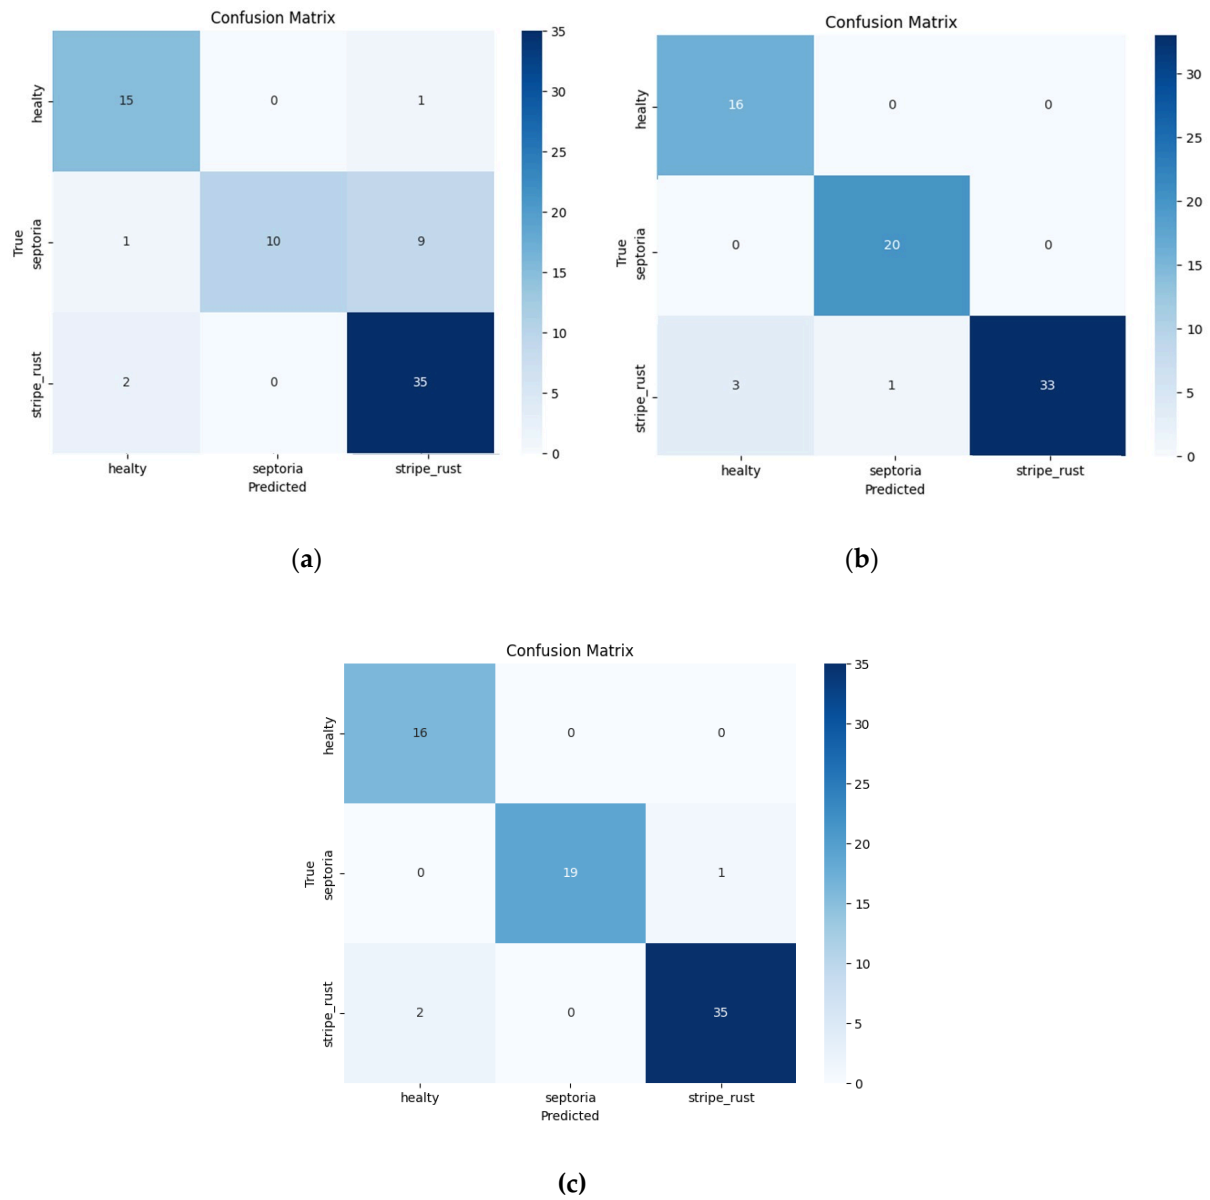 Confusion Matrix
healty
septoria
stripe_rust
True
15 0 1
1 10 9
2 0 35
healty septoria stripe_rust
Predicted
35
30
25
20
15
10
5
0
(a)
Confusion Matrix
healty
septoria
stripe_rust
True
16 0 0
0 20 0
3 1 33
healty septoria stripe_rust
Predicted
30
25
20
15
10
5
0
(b)
Confusion Matrix
healty
septoria
stripe_rust
True
16 0 0
0 19 1
2 0 35
healty septoria stripe_rust
Predicted
35
30
25
20
15
10
5
0
(c)